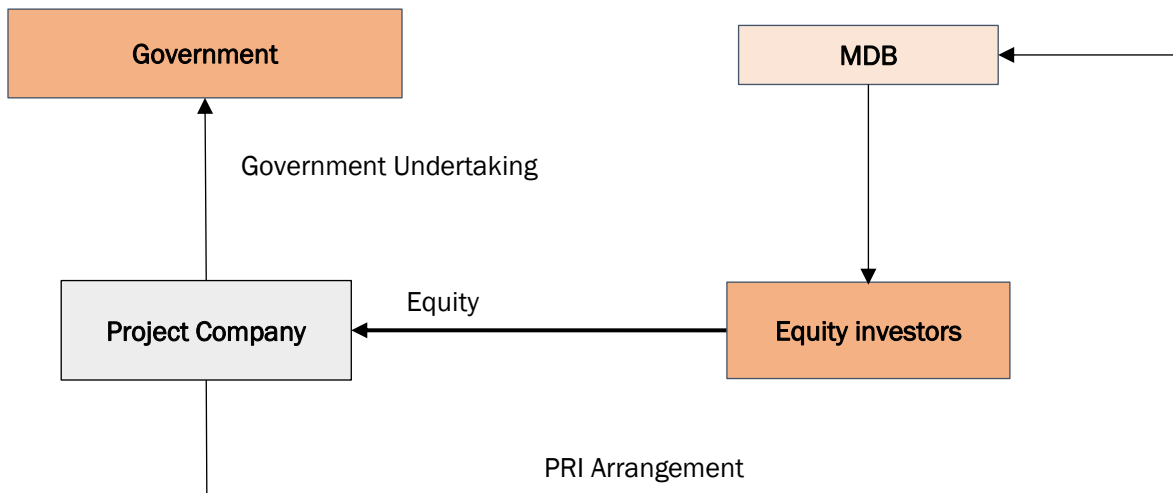 Government
MDB
Government Undertaking
Equity
Project Company
Equity investors
PRI Arrangement